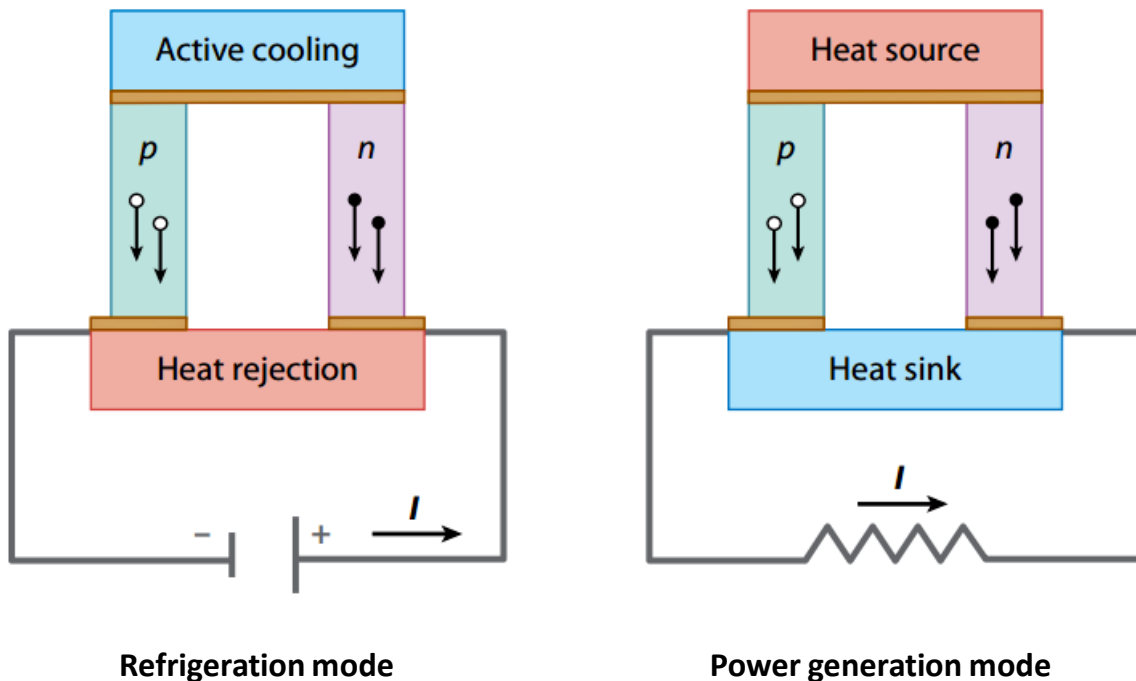 Active cooling
p
n
Heat rejection
−
+
I
Refrigeration mode
Heat source
p
n
Heat sink
I
Power generation mode